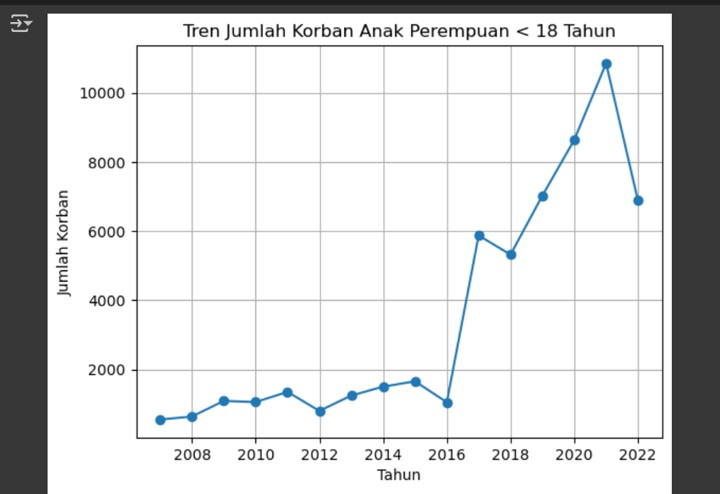 Tren Jumlah Korban Anak Perempuan < 18 Tahun
10000
8000
6000
4000
2000
Jumlah Korban
2008 2010 2012 2014 2016 2018 2020 2022
Tahun